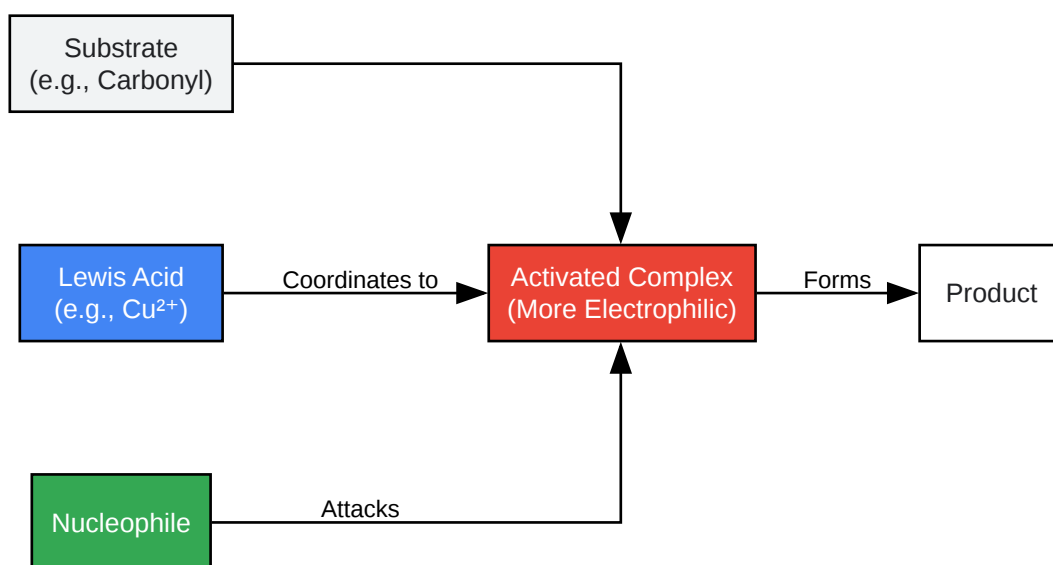 Substrate
(e.g., Carbonyl)
Lewis Acid
(e.g., Cu²⁺)
Coordinates to
Activated Complex
(More Electrophilic)
Forms
Product
Nucleophile
Attacks